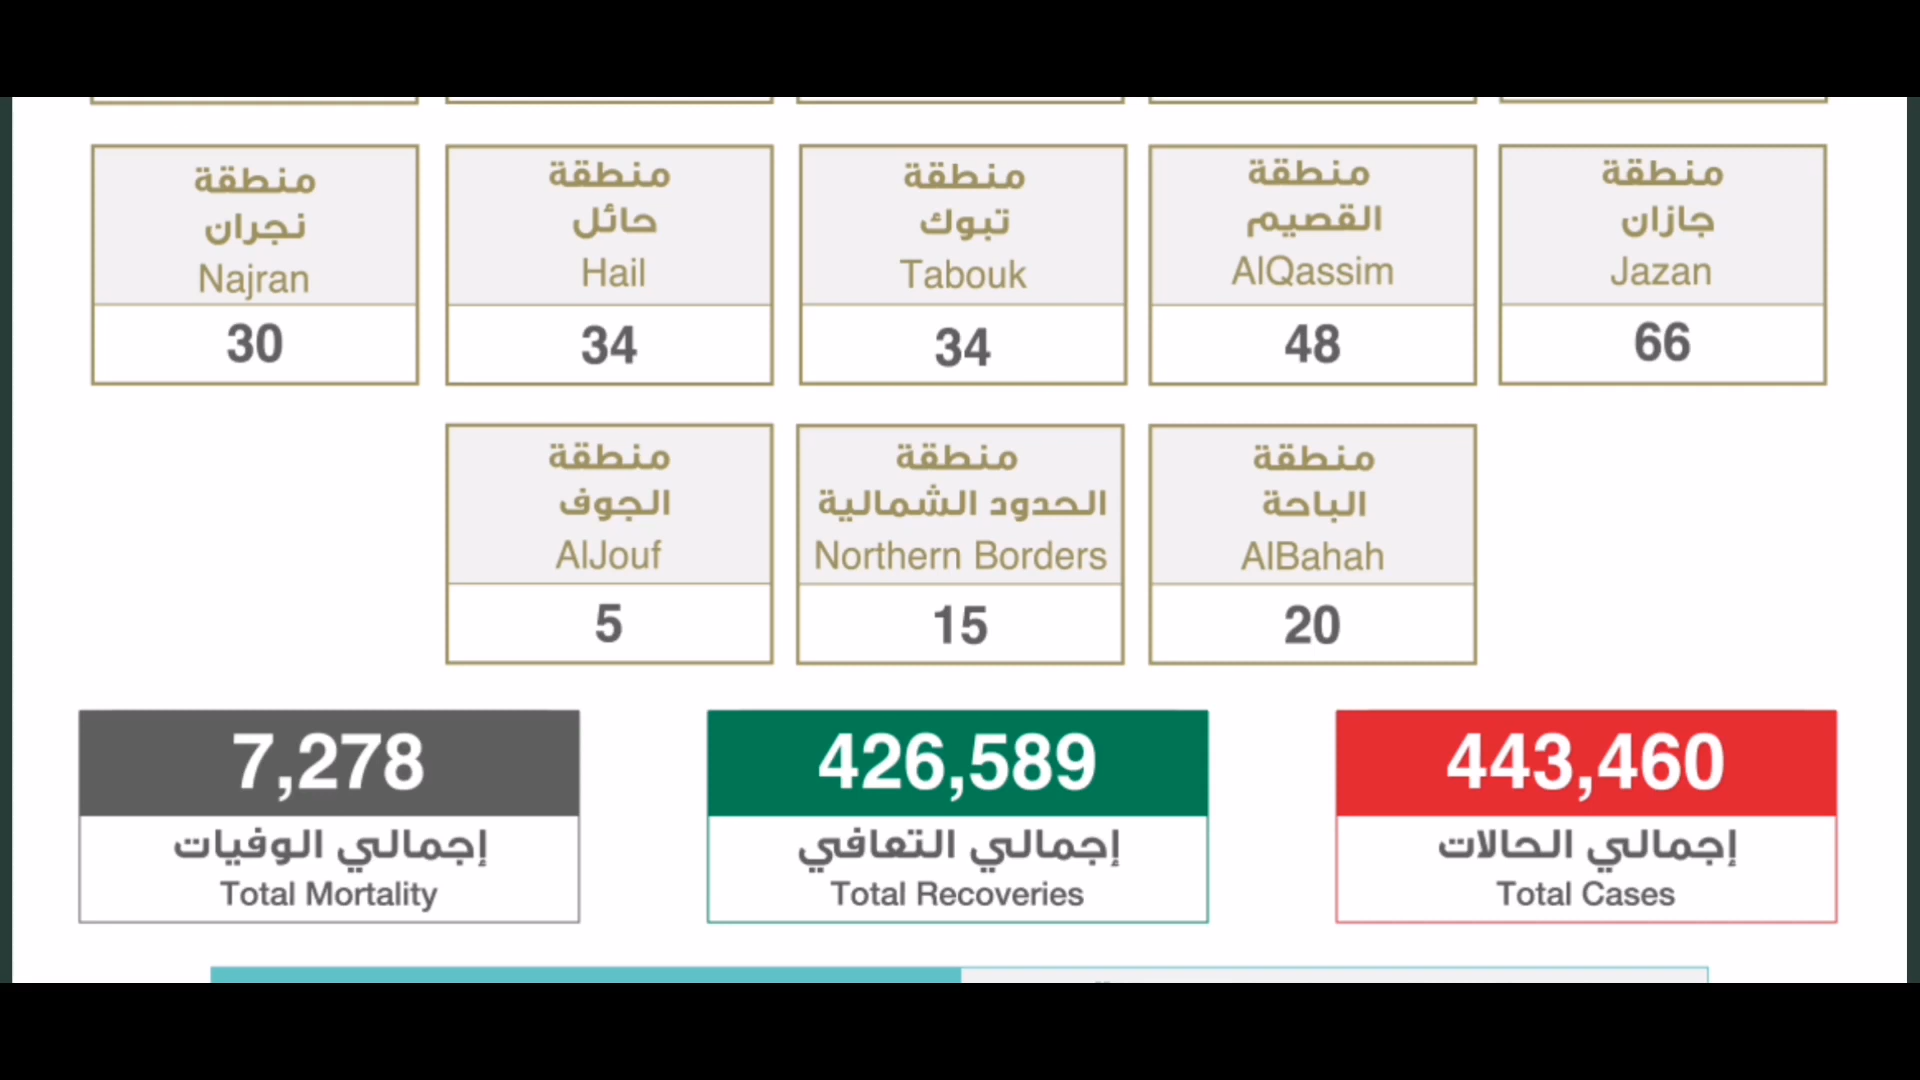 منطقة
جازان
Jazan
66
منطقة
القصيم
AlQassim
48
منطقة
تبوك
Tabouk
34
منطقة
حائل
Hail
34
منطقة
نجران
Najran
30
منطقة
الباحة
AlBahah
20
منطقة
الحدود الشمالية
Northern Borders
15
منطقة
الجوف
AlJouf
5
443,460
إجمالي الحالات
Total Cases
426,589
إجمالي التعافي
Total Recoveries
7,278
إجمالي الوفيات
Total Mortality